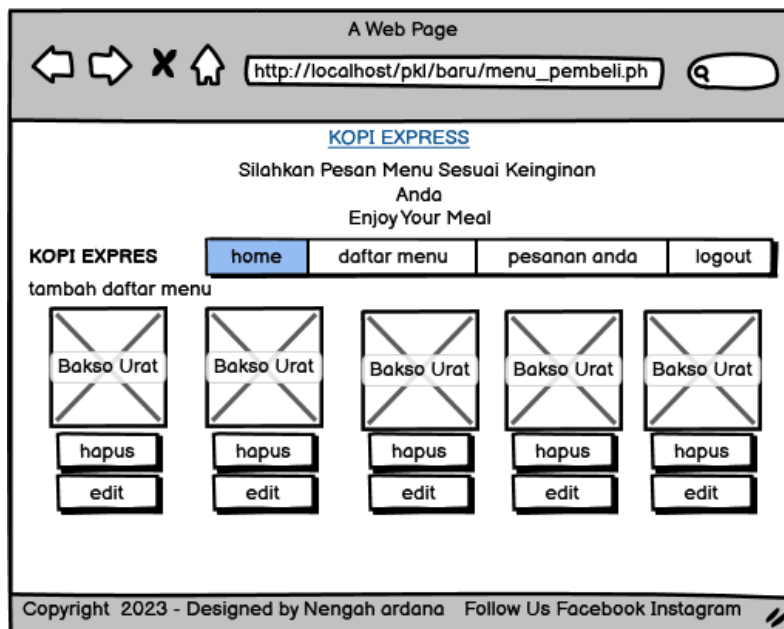 A Web Page
http://localhost/pkl/baru/menu_pembeli.ph
KOPI EXPRESS
Silahkan Pesan Menu Sesuai Keinginan
Anda
Enjoy Your Meal
KOPI EXPRES home daftar menu pesanan anda logout
tambah daftar menu
Bakso Urat Bakso Urat Bakso Urat Bakso Urat Bakso Urat
hapus hapus hapus hapus hapus
edit edit edit edit edit
Copyright 2023 - Designed by Nengah ardana Follow Us Facebook Instagram